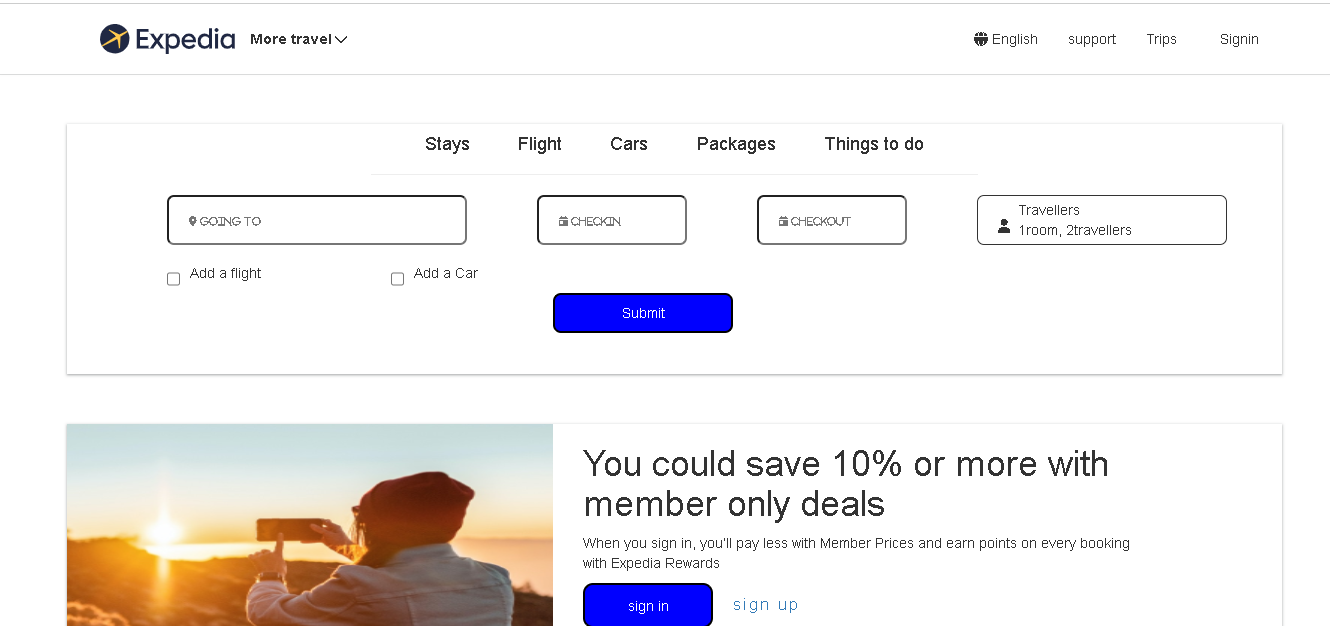 Expedia More travel English support Trips Signin
Stays Flight Cars Packages Things to do
GOING TO CHECKIN CHECKOUT Travellers
1room, 2travellers
Add a flight Add a Car
Submit
You could save 10% or more with
member only deals
When you sign in, you'll pay less with Member Prices and earn points on every booking
with Expedia Rewards
sign in sign up